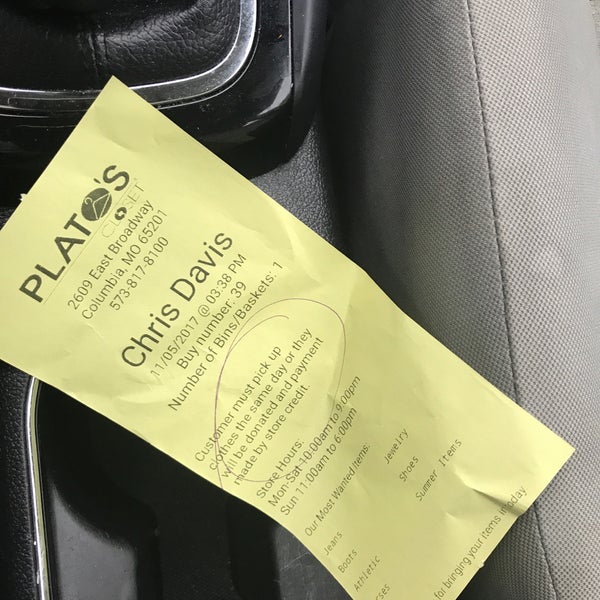 PLATO'S
CLOSET
2609 East Broadway
Columbia, MO 65201
573-817-8100
Chris Davis
11/05/2017 @ 03:38 PM
Buy number: 39
Number of Bins/Baskets: 1
Customer must pick up
clothes the same day or they
will be donated and payment
made by store credit.
Store Hours:
Mon-Sat 10:00am to 9:00pm
Sun 11:00am to 6:00pm
Our Most Wanted Items:
Jeans Jewelry
Boots Shoes
Athletic Summer Items
for bringing your items in today